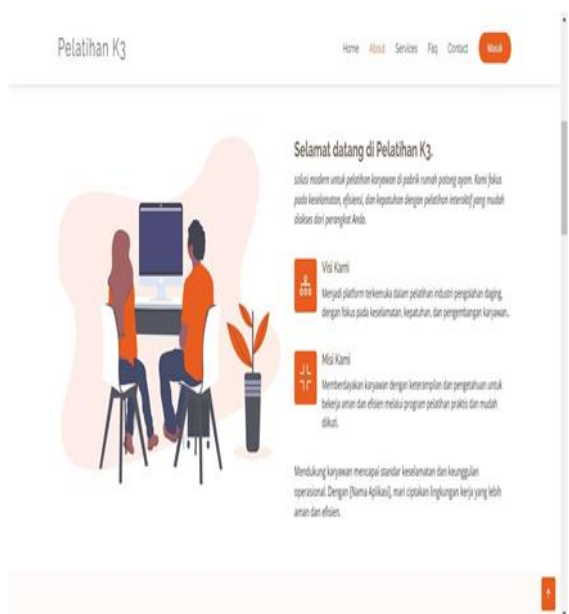 Pelatihan K3
Home About Services Faq Contact Masuk
Selamat datang di Pelatihan K3.
solusi modern untuk pelatihan karyawan di pabrik rumah potong ayam. Kami fokus
pada keselamatan, efisiensi, dan kepatuhan dengan pelatihan interaktif yang mudah
diakses dari perangkat Anda.
Visi Kami
Menjadi platform terkemuka dalam pelatihan industri pengolahan daging,
dengan fokus pada keselamatan, kepatuhan, dan pengembangan karyawan..
Misi Kami
Memberdayakan karyawan dengan keterampilan dan pengetahuan untuk
bekerja aman dan efisien melalui program pelatihan praktis dan mudah
diikuti.
Mendukung karyawan mencapai standar keselamatan dan keunggulan
operasional. Dengan [Nama Aplikasi], mari ciptakan lingkungan kerja yang lebih
aman dan efisien.